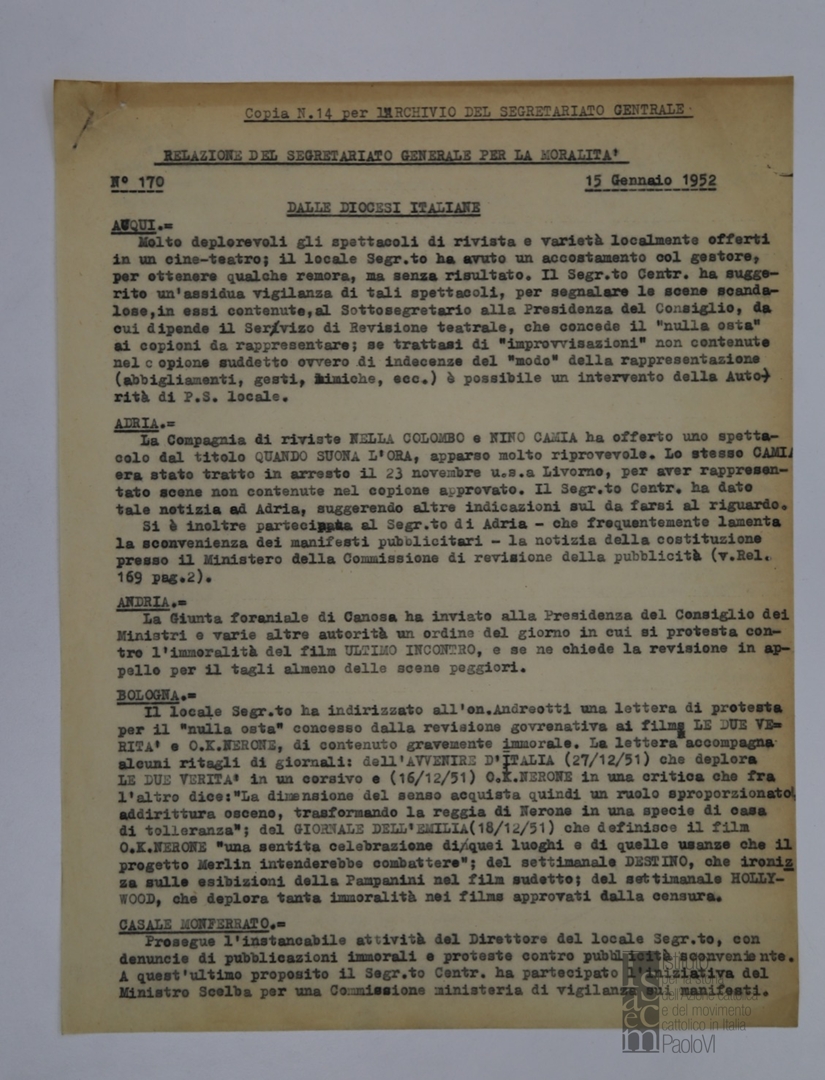 Copia N.14 per L'ARCHIVIO DEL SEGRETARIATO CENTRALE
RELAZIONE DEL SEGRETARIATO GENERALE PER LA MORALITA'
N° 170 15 Gennaio 1952
DALLE DIOCESI ITALIANE
ACQUI.=
Molto deplorevoli gli spettacoli di rivista e varietà localmente offerti
in un cine-teatro; il locale Segr.to ha avuto un accostamento col gestore,
per ottenere qualche remora, ma senza risultato. Il Segr.to Centr. ha sugge-
rito un'assidua vigilanza di tali spettacoli, per segnalare le scene scanda-
lose,in essi contenute,al Sottosegretario alla Presidenza del Consiglio, da
cui dipende il Servizo di Revisione teatrale, che concede il "nulla osta"
ai copioni da rappresentare; se trattasi di "improvvisazioni" non contenute
nel copione suddetto ovvero di indecenze del "modo" della rappresentazione
(abbigliamenti, gesti, mimiche, ecc.) è possibile un intervento della Auto-
rità di P.S. locale.
ADRIA.=
La Compagnia di riviste NELLA COLOMBO e NINO CAMIA ha offerto uno spetta-
colo dal titolo QUANDO SUONA L'ORA, apparso molto riprovevole. Lo stesso CAMIA
era stato tratto in arresto il 23 novembre u.s.a Livorno, per aver rappresen-
tato scene non contenute nel copione approvato. Il Segr.to Centr. ha dato
tale notizia ad Adria, suggerendo altre indicazioni sul da farsi al riguardo.
Si è inoltre partecipata al Segr.to di Adria - che frequentemente lamenta
la sconvenienza dei manifesti pubblicitari - la notizia della costituzione
presso il Ministero della Commissione di revisione della pubblicità (v.Rel.
169 pag.2).
ANDRIA.=
La Giunta foraniale di Canosa ha inviato alla Presidenza del Consiglio dei
Ministri e varie altre autorità un ordine del giorno in cui si protesta con-
tro l'immoralità del film ULTIMO INCONTRO, e se ne chiede la revisione in ap-
pello per il tagli almeno delle scene peggiori.
BOLOGNA.=
Il locale Segr.to ha indirizzato all'on.Andreotti una lettera di protesta
per il "nulla osta" concesso dalla revisione govrenativa ai films LE DUE VE-
RITA' e O.K.NERONE, di contenuto gravemente immorale. La lettera accompagna
alcuni ritagli di giornali: dell'AVVENIRE D'ITALIA (27/12/51) che deplora
LE DUE VERITA' in un corsivo e (16/12/51) O.K.NERONE in una critica che fra
l'altro dice:"La dimensione del senso acquista quindi un ruolo sproporzionato,
addirittura osceno, trasformando la reggia di Nerone in una specie di casa
di tolleranza"; del GIORNALE DELL'EMILIA(18/12/51) che definisce il film
O.K.NERONE "una sentita celebrazione di quei luoghi e di quelle usanze che il
progetto Merlin intenderebbe combattere"; del settimanale DESTINO, che ironiz
za sulle esibizioni della Pampanini nel film sudetto; del settimanale HOLLY-
WOOD, che deplora tanta immoralità nei films approvati dalla censura.
CASALE MONFERRATO.=
Prosegue l'instancabile attività del Direttore del locale Segr.to, con
denuncie di pubblicazioni immorali e proteste contro pubblicità sconveniente.
A quest'ultimo proposito il Segr.to Centr. ha partecipato l'iniziativa del
Ministro Scelba per una Commissione ministeria di vigilanza sui manifesti.
Istituto
per la storia
dell'Azione cattolica
e del movimento
cattolico in Italia
PaoloVI